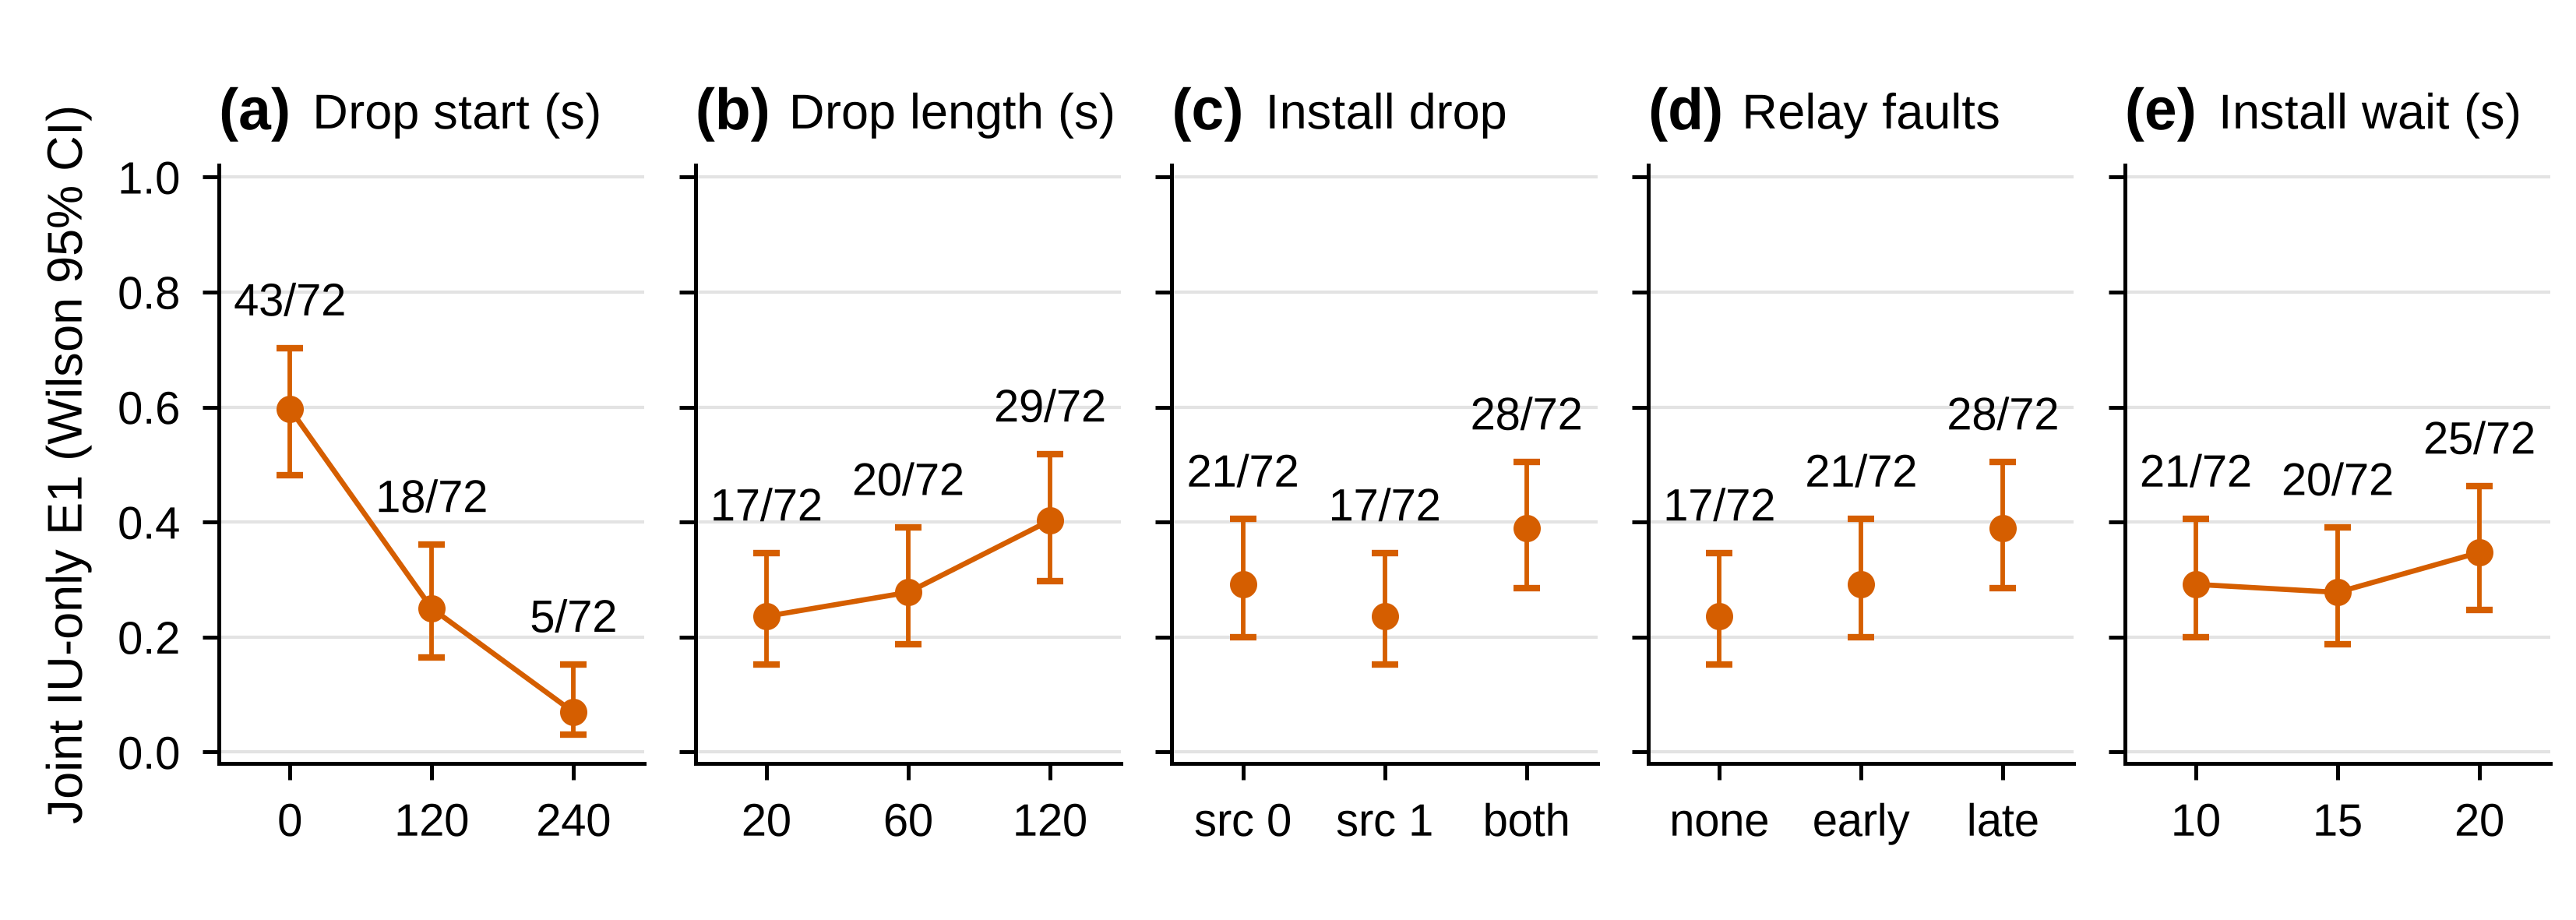 (a) Drop start (s)
(b) Drop length (s)
(c) Install drop
(d) Relay faults
(e) Install wait (s)
Joint IU-only E1 (Wilson 95% CI)
1.0
0.8
0.6
0.4
0.2
0.0
43/72
18/72
5/72
0 120 240
17/72
20/72
29/72
20 60 120
21/72
17/72
28/72
src 0 src 1 both
17/72
21/72
28/72
none early late
21/72
20/72
25/72
10 15 20